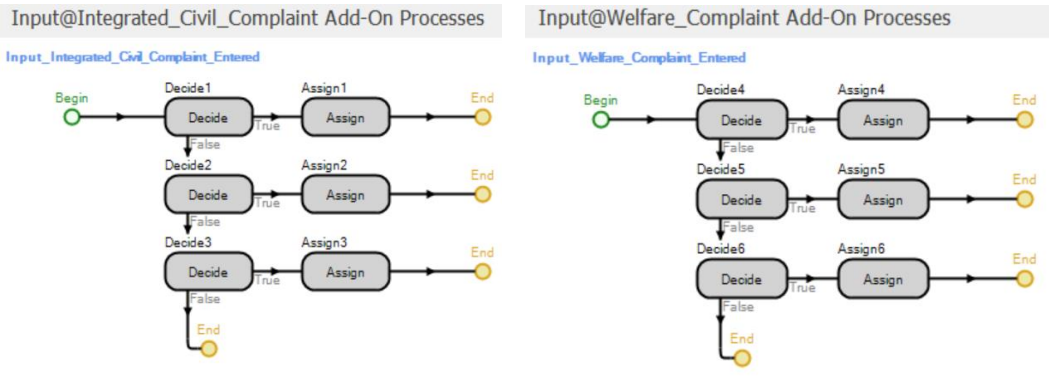 Input@Integrated_Civil_Complaint Add-On Processes
Input_Integrated_Civil_Complaint_Entered
Begin
Decide1
Decide
True
False
Assign1
Assign
End
Decide2
Decide
True
False
Assign2
Assign
End
Decide3
Decide
True
False
Assign3
Assign
End
End
Input@Welfare_Complaint Add-On Processes
Input_Welfare_Complaint_Entered
Begin
Decide4
Decide
True
False
Assign4
Assign
End
Decide5
Decide
True
False
Assign5
Assign
End
Decide6
Decide
True
False
Assign6
Assign
End
End